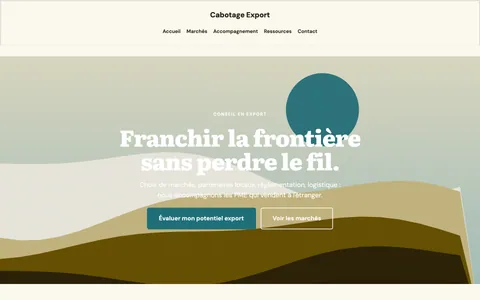 Cabotage Export
Accueil Marchés Accompagnement Ressources Contact
CONSEIL EN EXPORT
Franchir la frontière
sans perdre le fil.
Choix de marchés, partenaires locaux, réglementation, logistique :
nous accompagnons les PME qui vendent à l'étranger.
Évaluer mon potentiel export
Voir les marchés